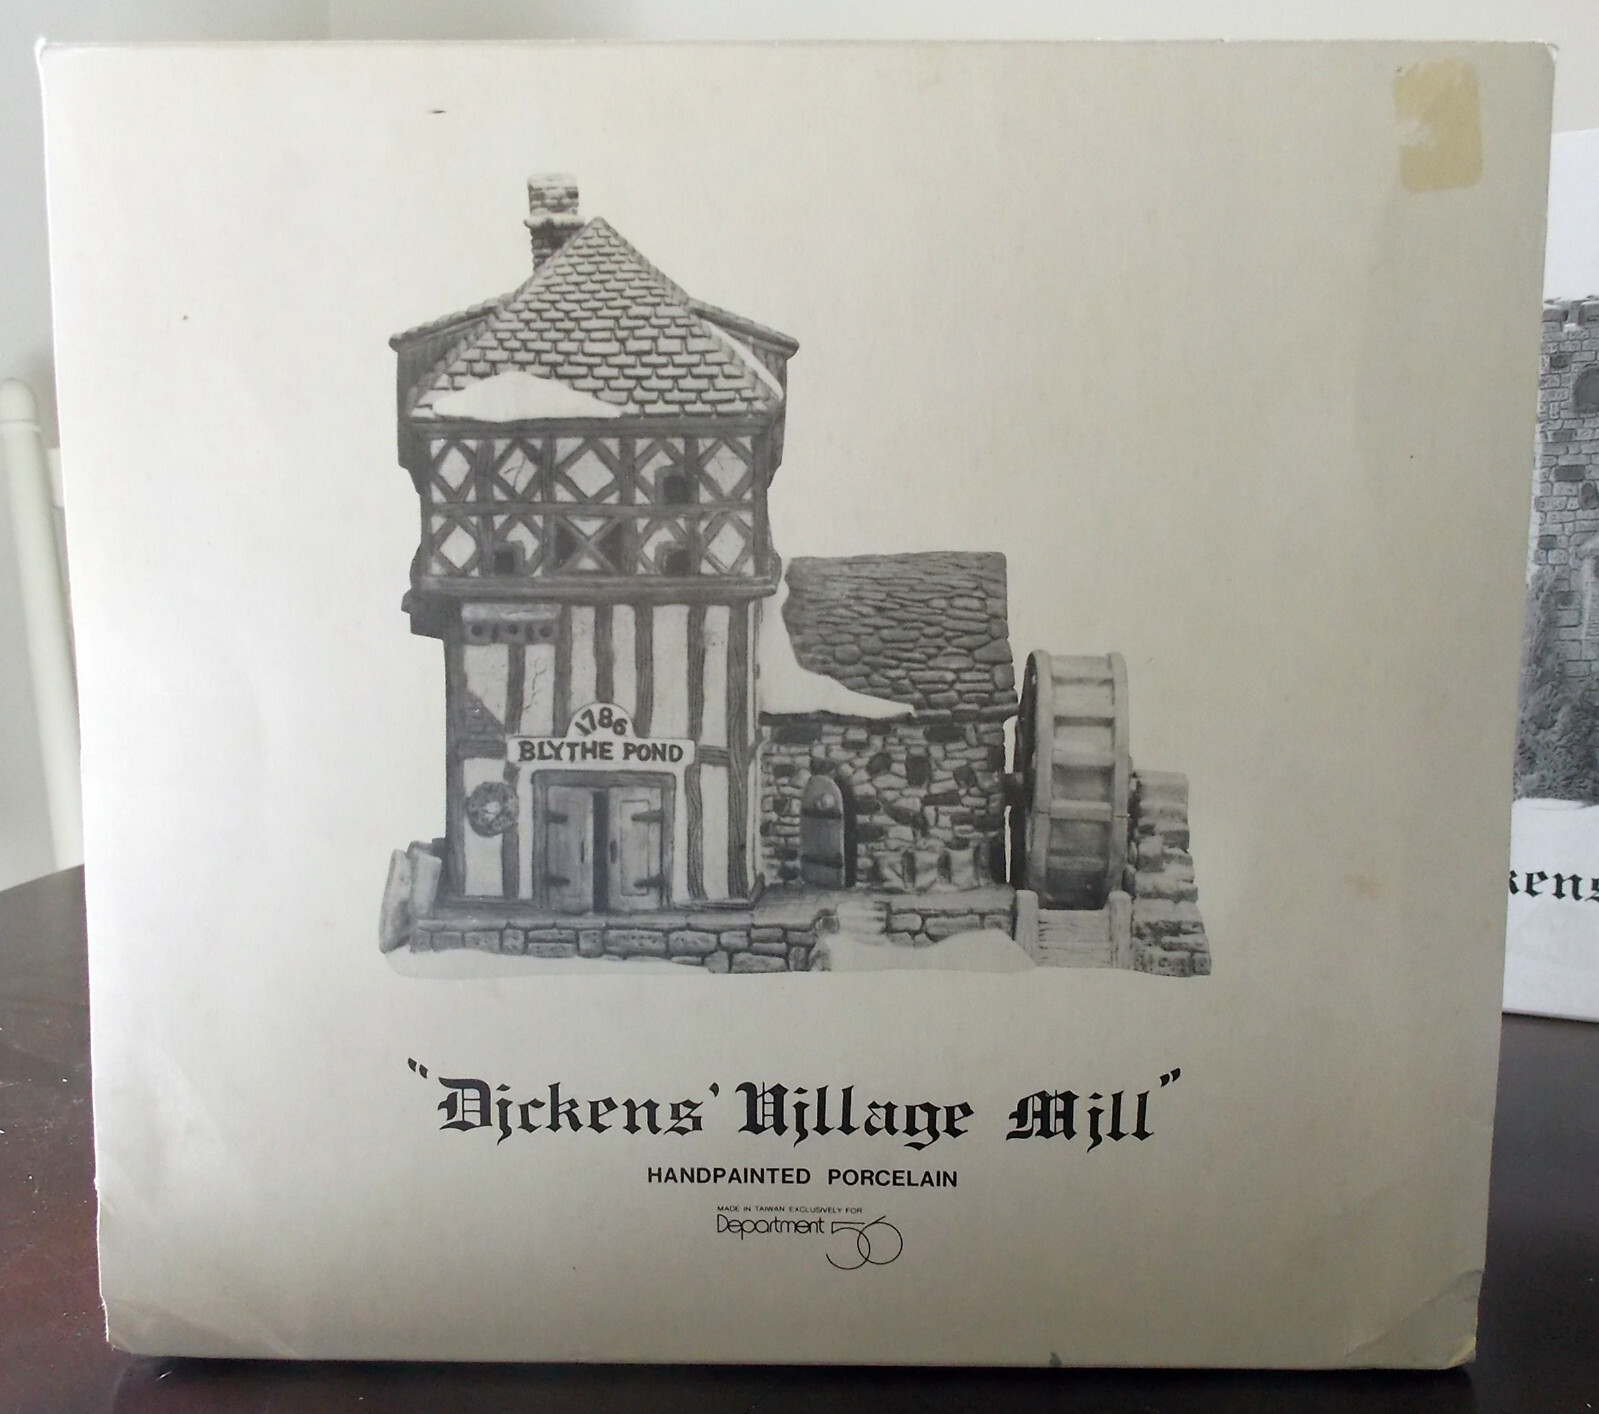 1786
BLYTHE POND
"Dickens' Village Mill"
HANDPAINTED PORCELAIN
MADE IN TAIWAN EXCLUSIVELY FOR
Department 56
kens